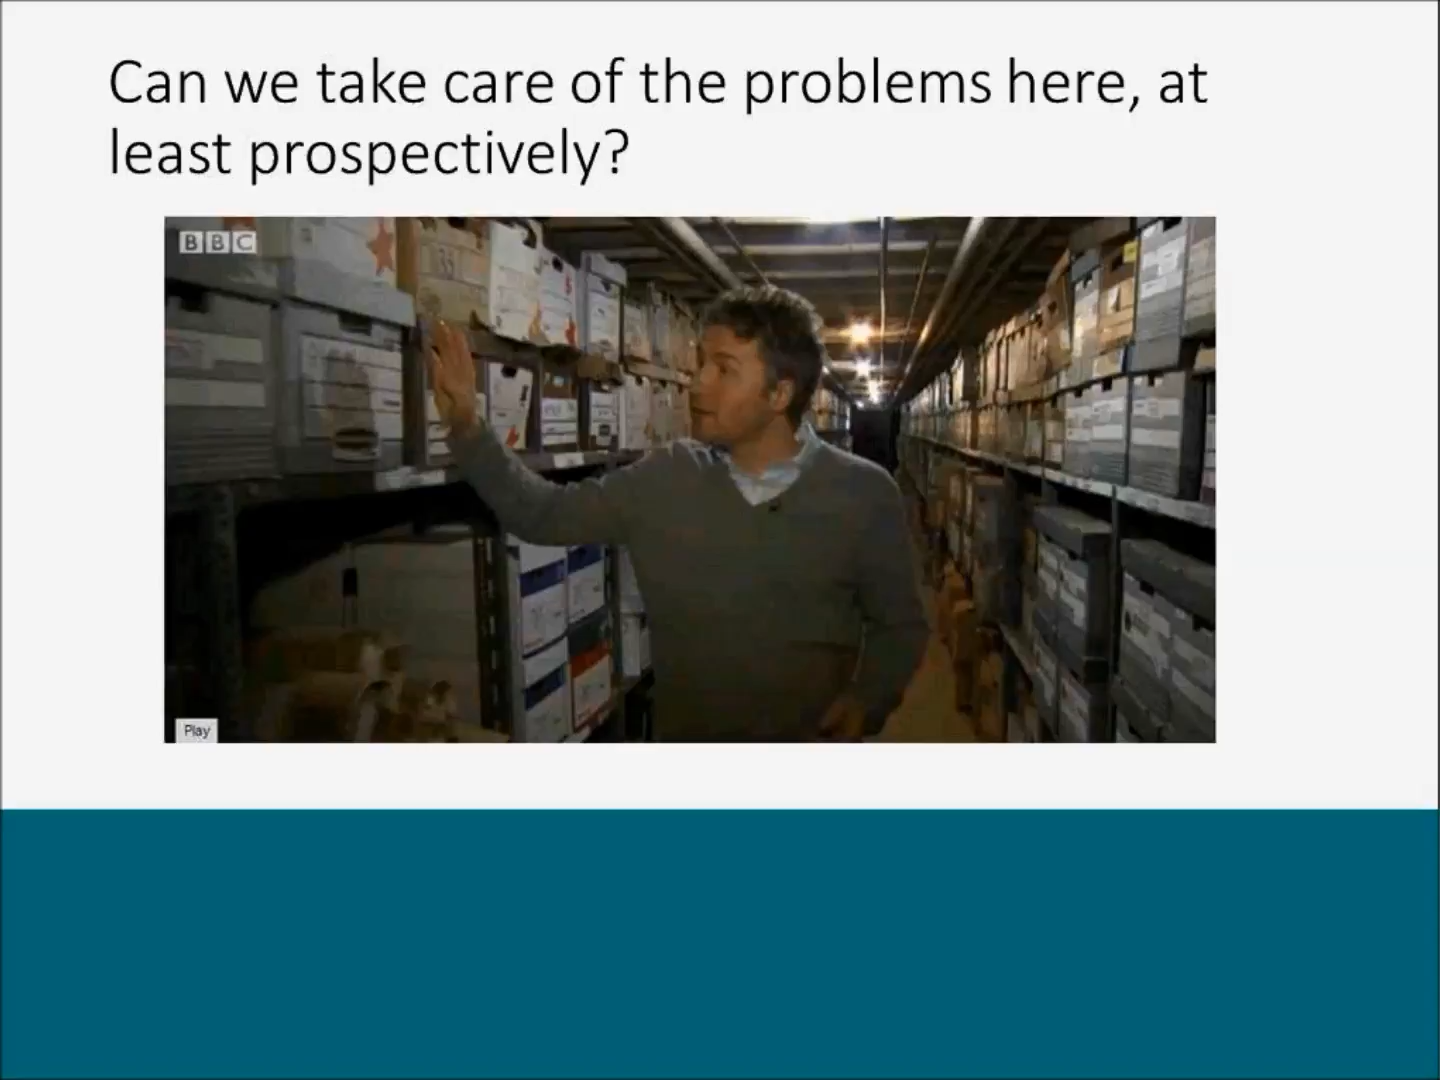 Can we take care of the problems here, at
least prospectively?
BBC
Play